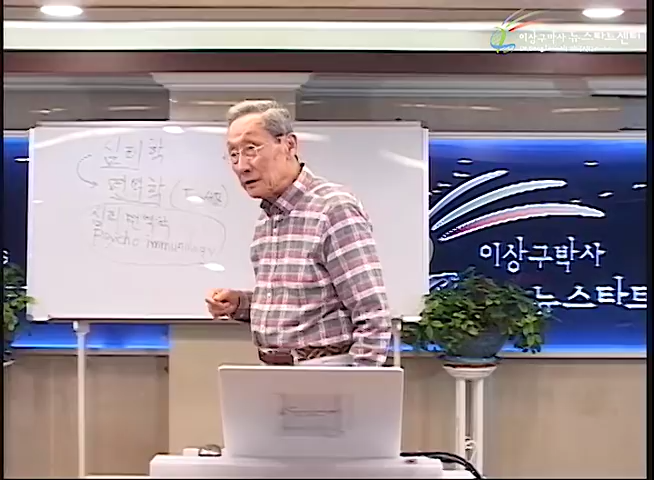 이상구박사 뉴스타트센터
심리학
면역학 (T-cell)
심리면역학
Psycho immunology
이상구박사
뉴스타트